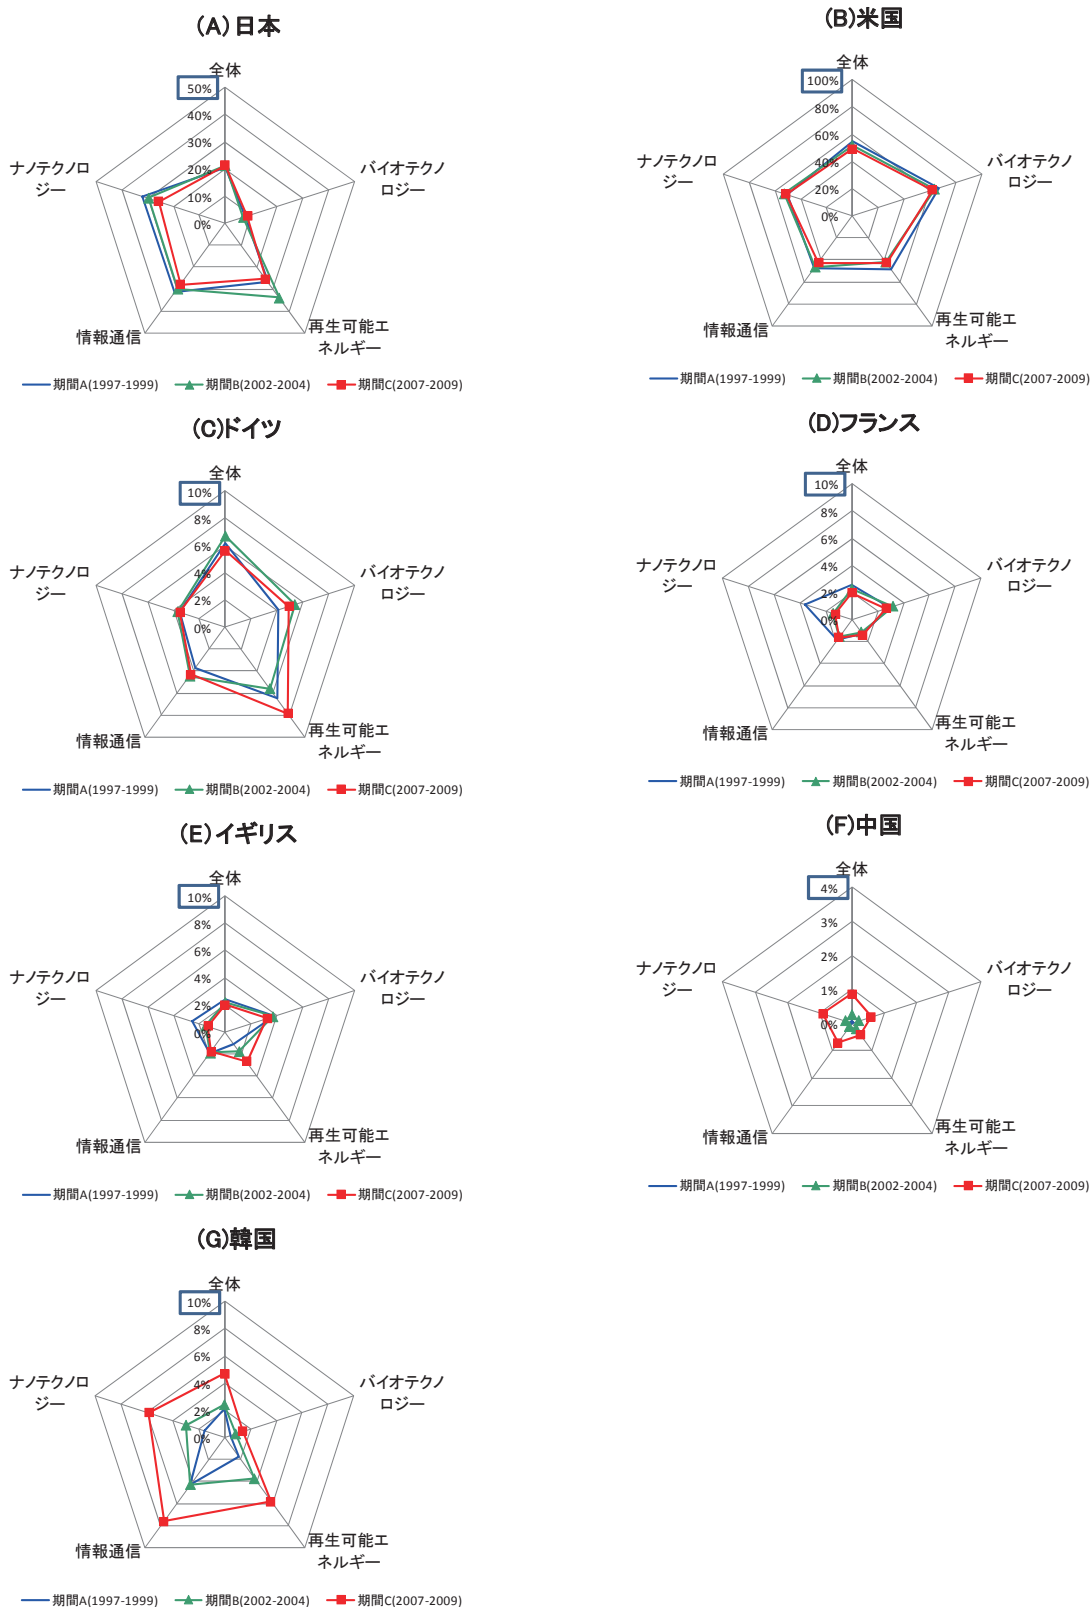 (A) 日本
全体
50%
40%
30%
20%
10%
0%
バイオテクノ
ロジー
再生可能エ
ネルギー
情報通信
ナノテクノロ
ジー
期間A(1997-1999)
期間B(2002-2004)
期間C(2007-2009)
(B)米国
全体
100%
80%
60%
40%
20%
0%
バイオテクノ
ロジー
再生可能エ
ネルギー
情報通信
ナノテクノロ
ジー
期間A(1997-1999)
期間B(2002-2004)
期間C(2007-2009)
(C)ドイツ
全体
10%
8%
6%
4%
2%
0%
バイオテクノ
ロジー
再生可能エ
ネルギー
情報通信
ナノテクノロ
ジー
期間A(1997-1999)
期間B(2002-2004)
期間C(2007-2009)
(D)フランス
全体
10%
8%
6%
4%
2%
0%
バイオテクノ
ロジー
再生可能エ
ネルギー
情報通信
ナノテクノロ
ジー
期間A(1997-1999)
期間B(2002-2004)
期間C(2007-2009)
(E)イギリス
全体
10%
8%
6%
4%
2%
0%
バイオテクノ
ロジー
再生可能エ
ネルギー
情報通信
ナノテクノロ
ジー
期間A(1997-1999)
期間B(2002-2004)
期間C(2007-2009)
(F)中国
全体
4%
3%
2%
1%
0%
バイオテクノ
ロジー
再生可能エ
ネルギー
情報通信
ナノテクノロ
ジー
期間A(1997-1999)
期間B(2002-2004)
期間C(2007-2009)
(G)韓国
全体
10%
8%
6%
4%
2%
0%
バイオテクノ
ロジー
再生可能エ
ネルギー
情報通信
ナノテクノロ
ジー
期間A(1997-1999)
期間B(2002-2004)
期間C(2007-2009)